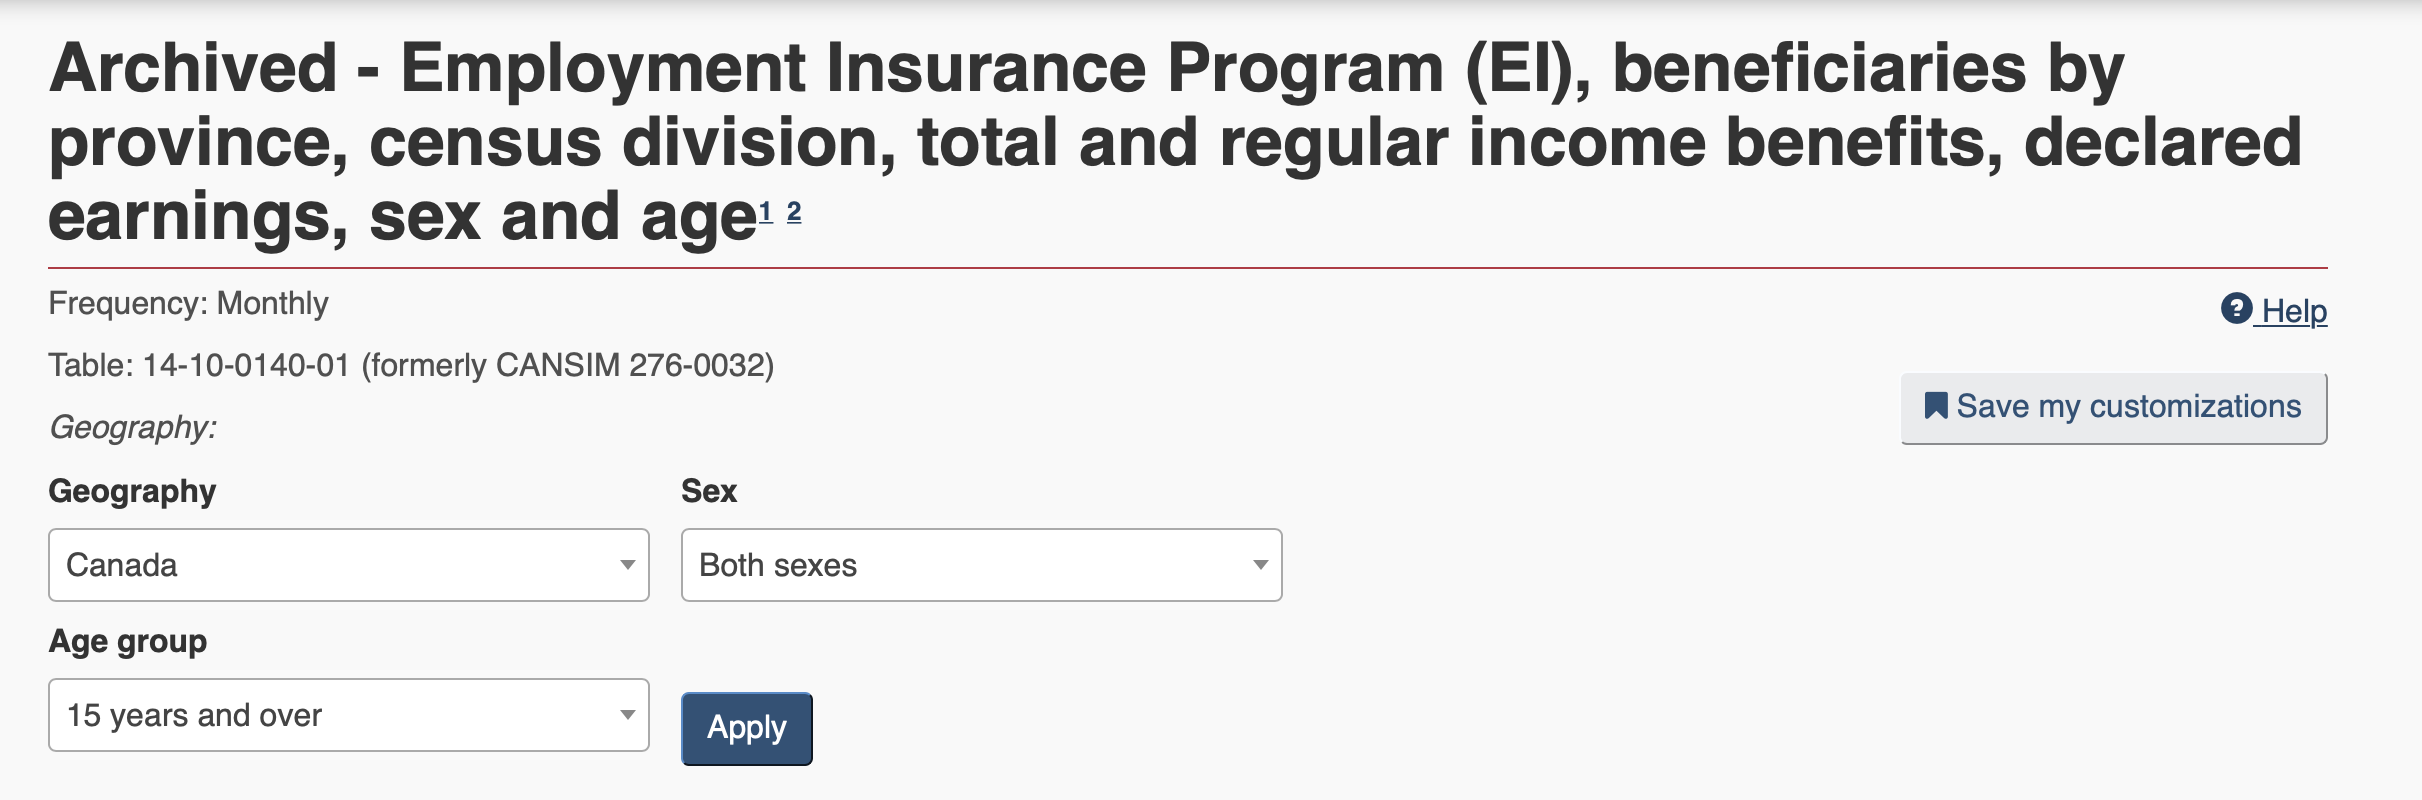 Archived - Employment Insurance Program (EI), beneficiaries by
province, census division, total and regular income benefits, declared
earnings, sex and age1 2
Frequency: Monthly
? Help
Table: 14-10-0140-01 (formerly CANSIM 276-0032)
Save my customizations
Geography:
Geography
Sex
Canada
Both sexes
Age group
15 years and over
Apply